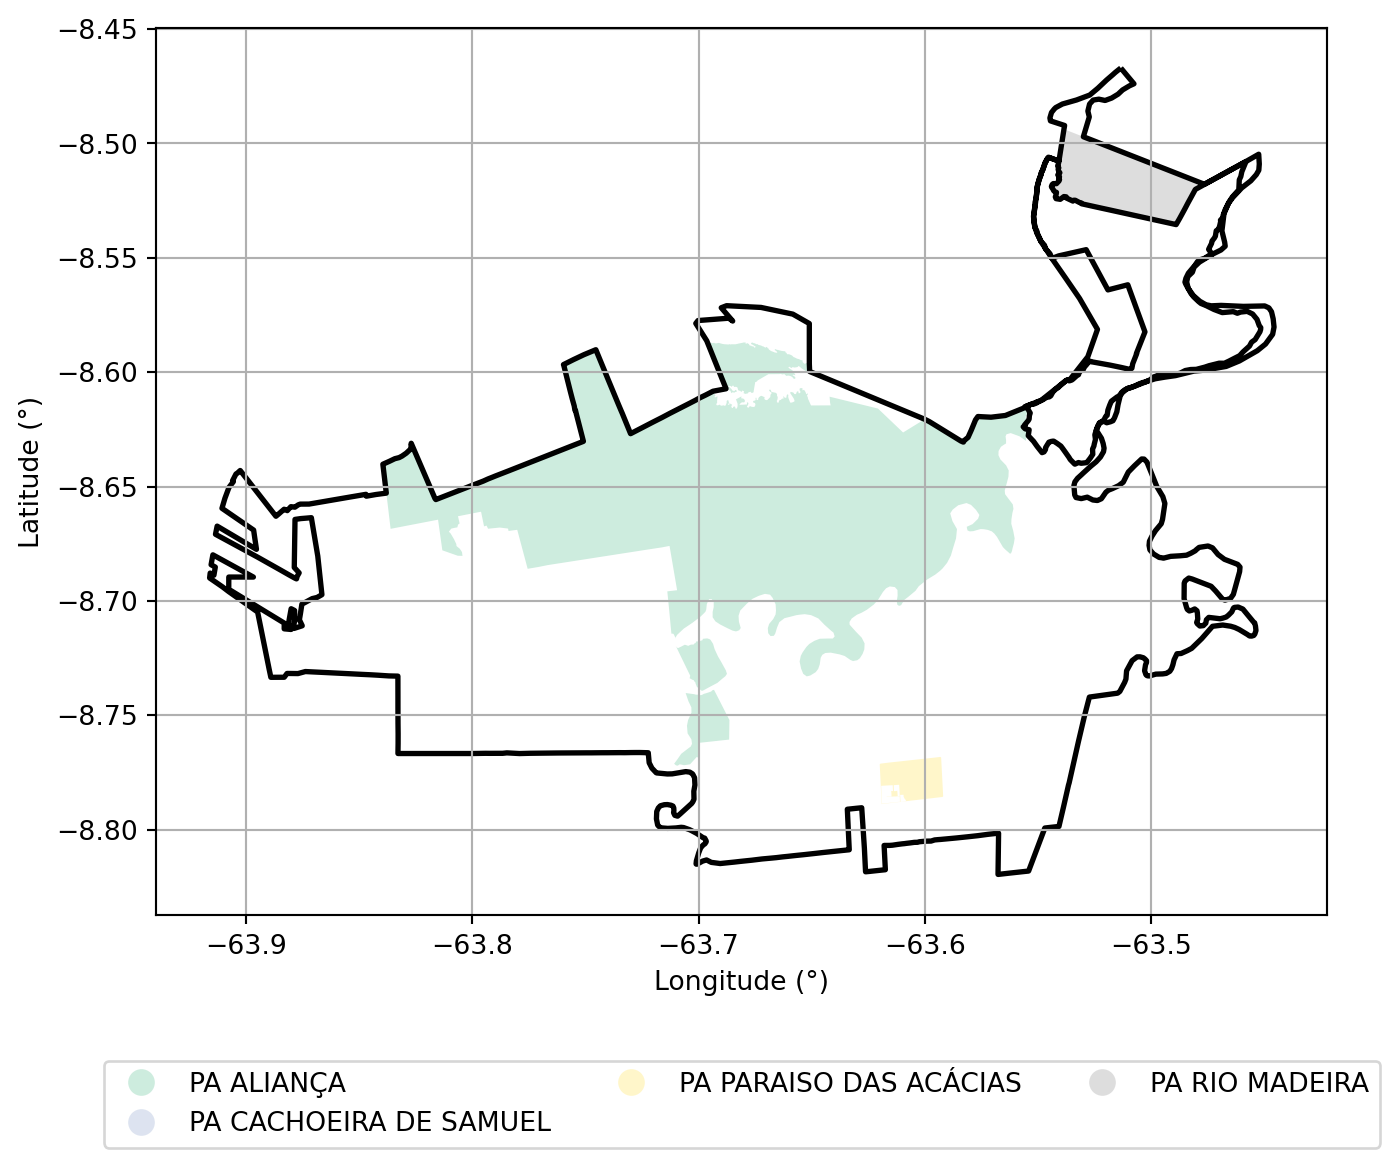 −8.45
−8.50
−8.55
−8.60
−8.65
−8.70
−8.75
−8.80
Latitude (°)
−63.9 −63.8 −63.7 −63.6 −63.5
Longitude (°)
PA ALIANÇA PA PARAISO DAS ACÁCIAS PA RIO MADEIRA
PA CACHOEIRA DE SAMUEL